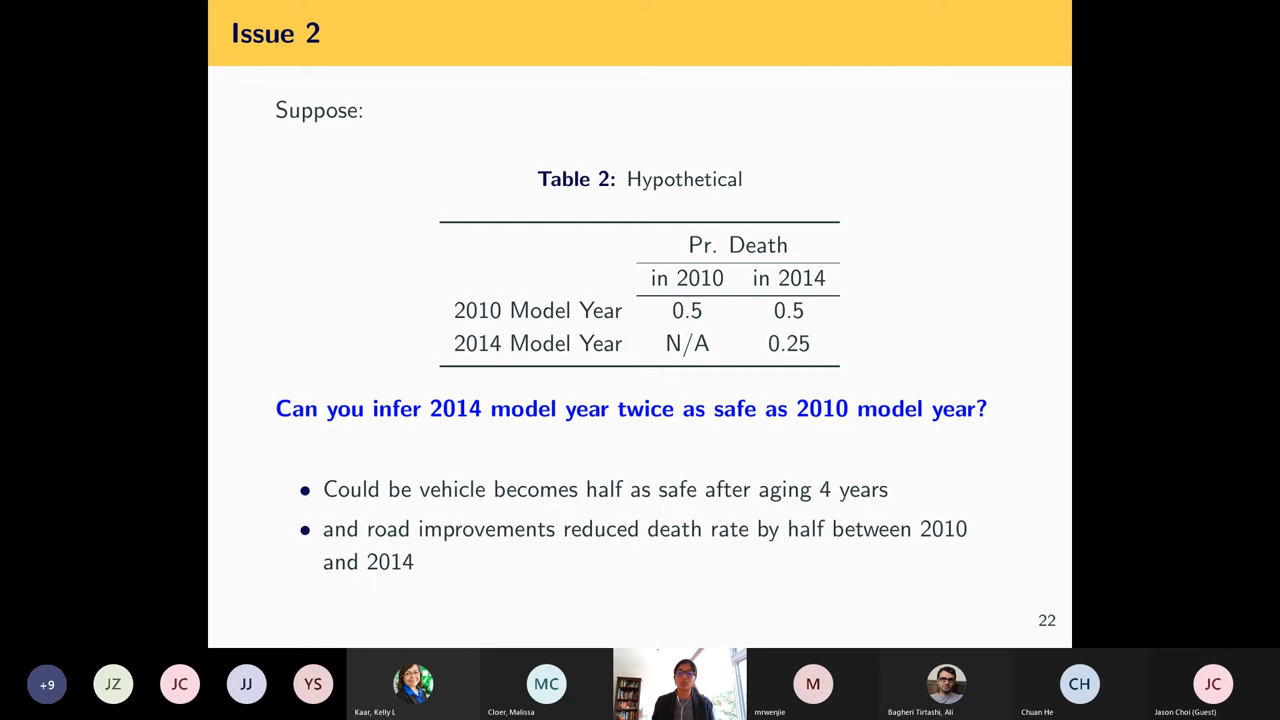 Issue 2
Suppose:
Table 2: Hypothetical
Pr. Death
in 2010 in 2014
2010 Model Year 0.5 0.5
2014 Model Year N/A 0.25
Can you infer 2014 model year twice as safe as 2010 model year?
• Could be vehicle becomes half as safe after aging 4 years
• and road improvements reduced death rate by half between 2010
and 2014
22
+9 JZ JC JJ YS MC M CH JC
Kaar, Kelly L Cloer, Malissa mrwenjie Bagheri Tirtashi, Ali Chuan He Jason Choi (Guest)